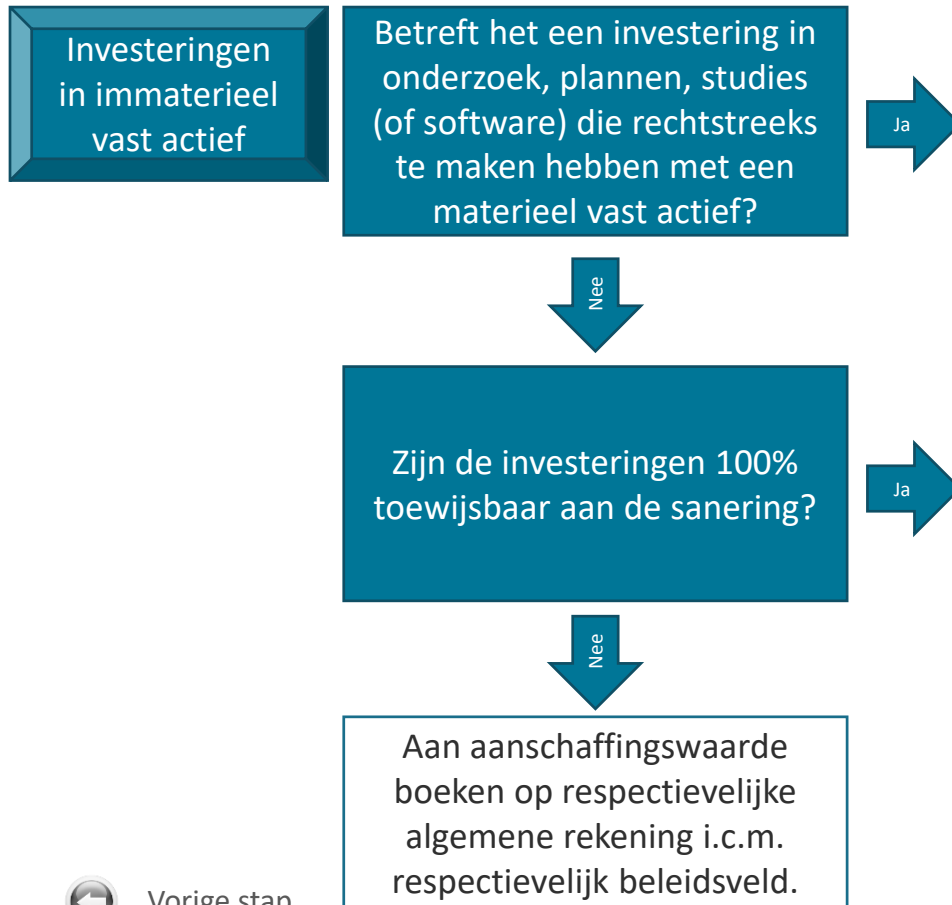 Investeringen
in immaterieel
vast actief
Betreft het een investering in
onderzoek, plannen, studies
(of software) die rechtstreeks
te maken hebben met een
materieel vast actief?
Ja
Nee
Zijn de investeringen 100%
toewijsbaar aan de sanering?
Ja
Nee
Aan aanschaffingswaarde
boeken op respectievelijke
algemene rekening i.c.m.
respectievelijk beleidsveld.
Vorige stap